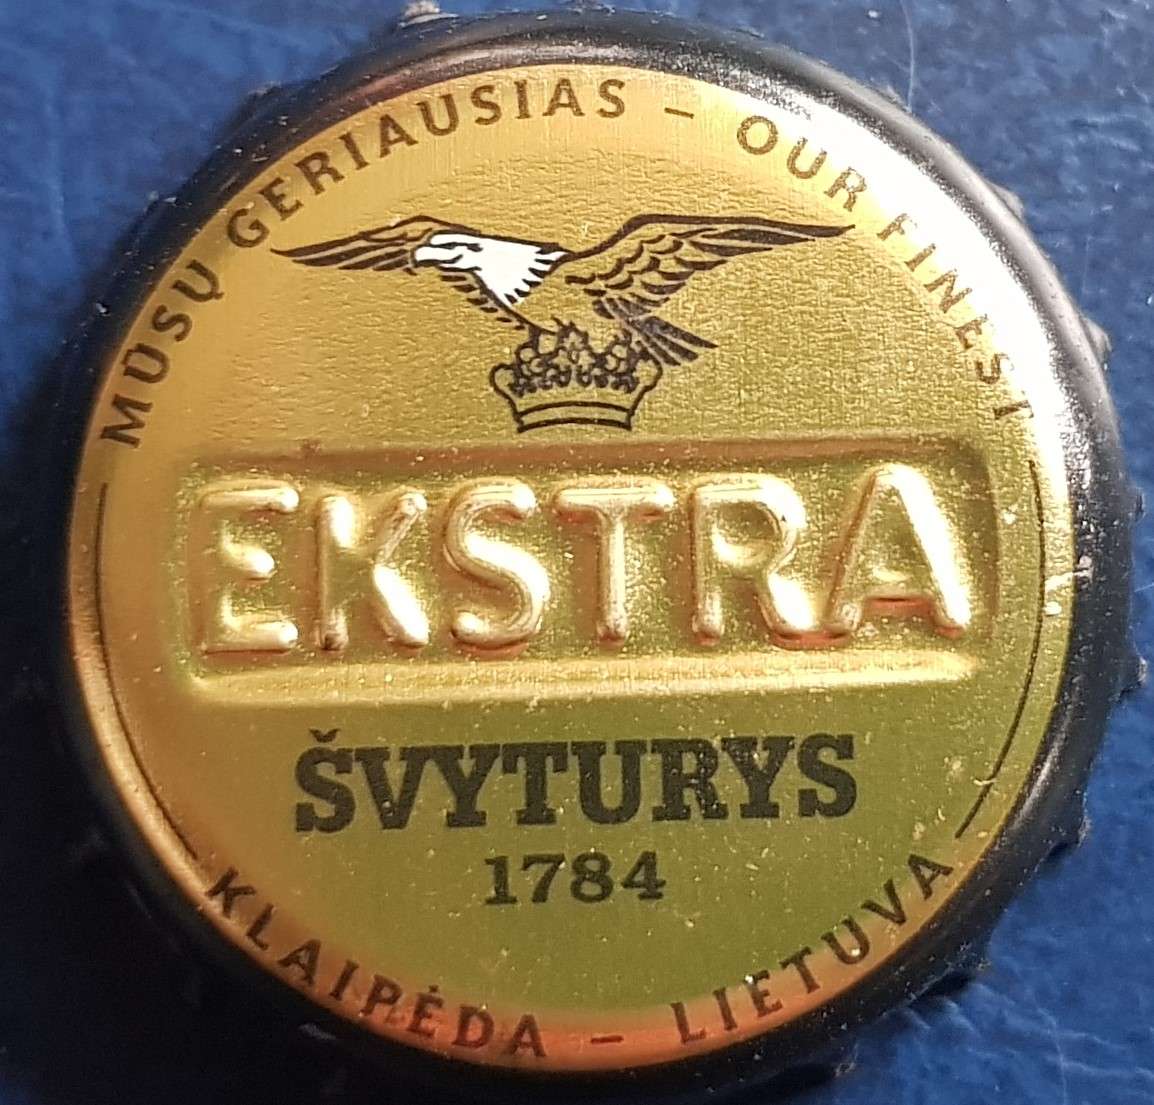 MŪSŲ GERIAUSIAS – OUR FINEST
EKSTRA
ŠVYTURYS
1784
KLAIPĖDA – LIETUVA